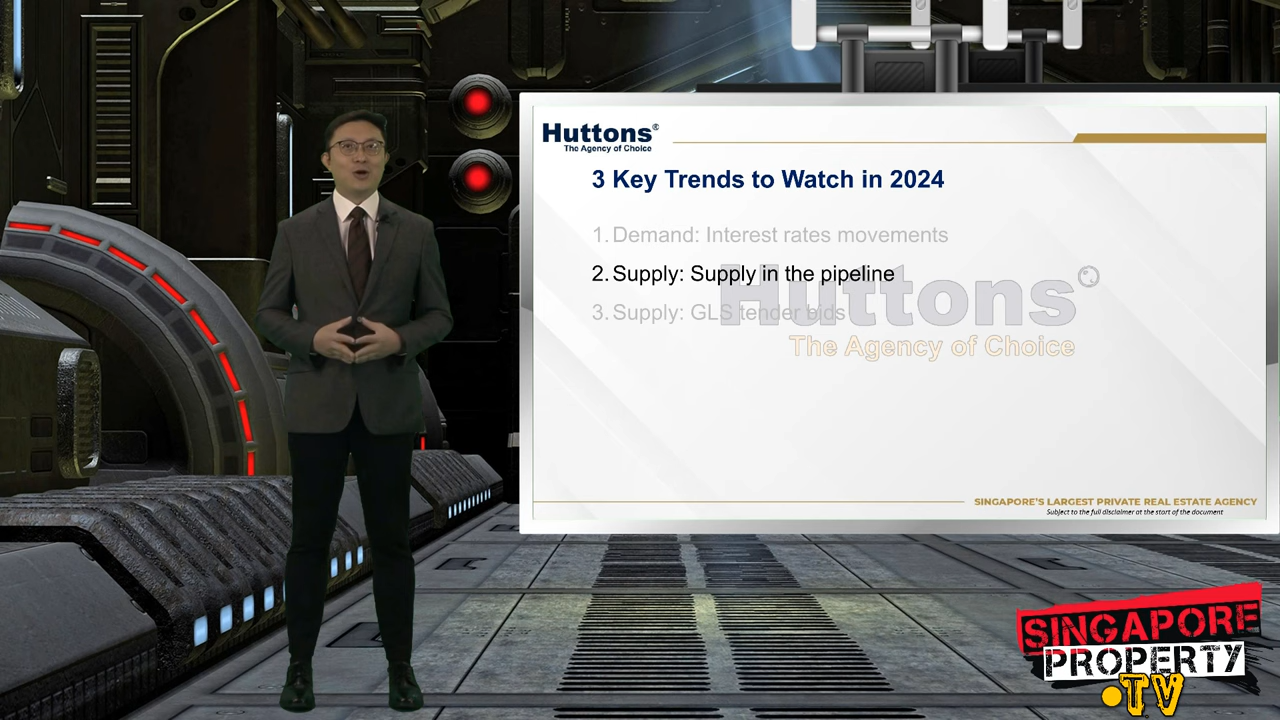 Huttons®
The Agency of Choice
3 Key Trends to Watch in 2024
1. Demand: Interest rates movements
2. Supply: Supply in the pipeline
3. Supply: GLS tender bids
Huttons
The Agency of Choice
SINGAPORE'S LARGEST PRIVATE REAL ESTATE AGENCY
Subject to the full disclaimer at the start of the document
SINGAPORE
PROPERTY
.TV